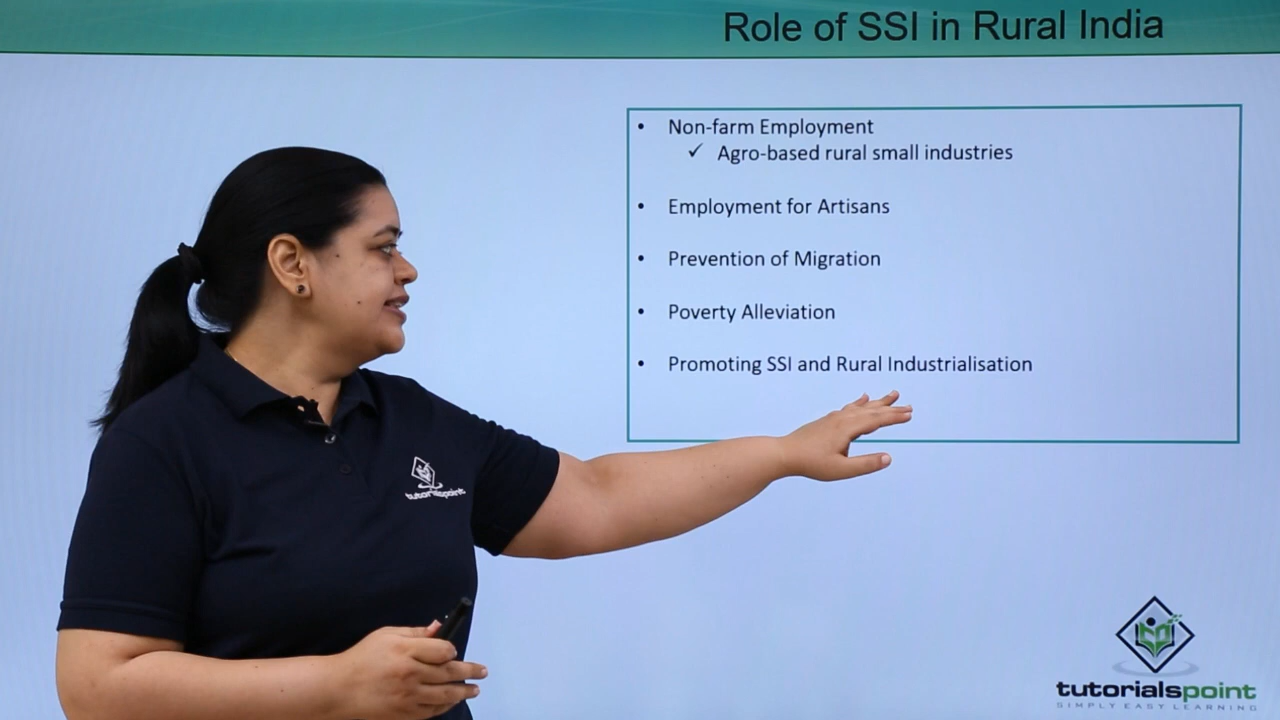 Role of SSI in Rural India
• Non-farm Employment
✓ Agro-based rural small industries
• Employment for Artisans
• Prevention of Migration
• Poverty Alleviation
• Promoting SSI and Rural Industrialisation
tutorialspoint
tutorialspoint
SIMPLY EASY LEARNING